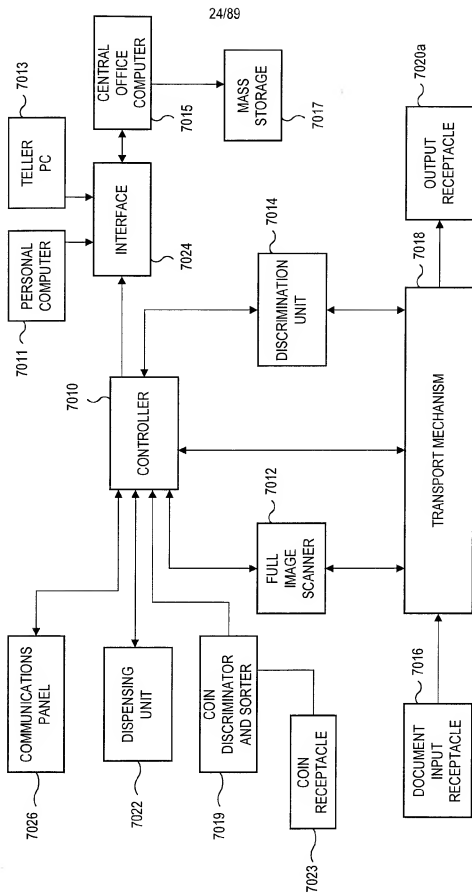 24/89
COMMUNICATIONS
PANEL
7026
DISPENSING
UNIT
7022
COIN
DISCRIMINATOR
AND SORTER
7019
COIN
RECEPTACLE
7023
DOCUMENT
INPUT
RECEPTACLE
7016
CONTROLLER
7010
FULL
IMAGE
SCANNER
7012
DISCRIMINATION
UNIT
7014
TRANSPORT MECHANISM
7018
PERSONAL
COMPUTER
7011
TELLER
PC
7013
INTERFACE
7024
CENTRAL
OFFICE
COMPUTER
7015
MASS
STORAGE
7017
OUTPUT
RECEPTACLE
7020a